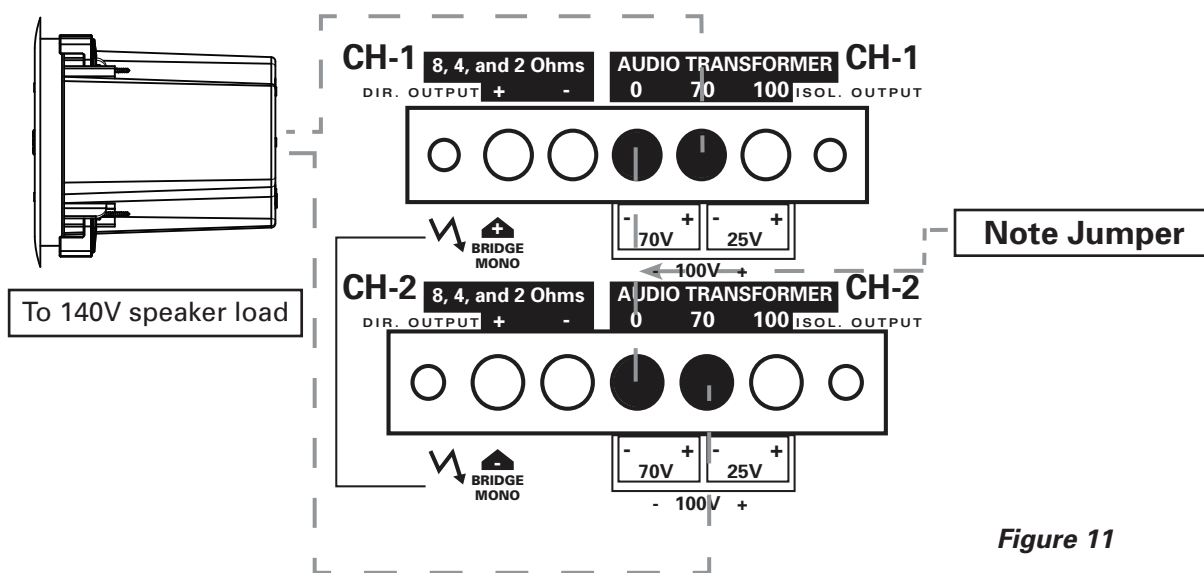 CH-1 8, 4, and 2 Ohms AUDIO TRANSFORMER CH-1
DIR. OUTPUT + - 0 70 100 ISOL. OUTPUT
- + - +
70V 25V
+ BRIDGE MONO
- 100V +
Note Jumper
To 140V speaker load
CH-2 8, 4, and 2 Ohms AUDIO TRANSFORMER CH-2
DIR. OUTPUT + - 0 70 100 ISOL. OUTPUT
- + - +
70V 25V
- BRIDGE MONO
- 100V +
Figure 11